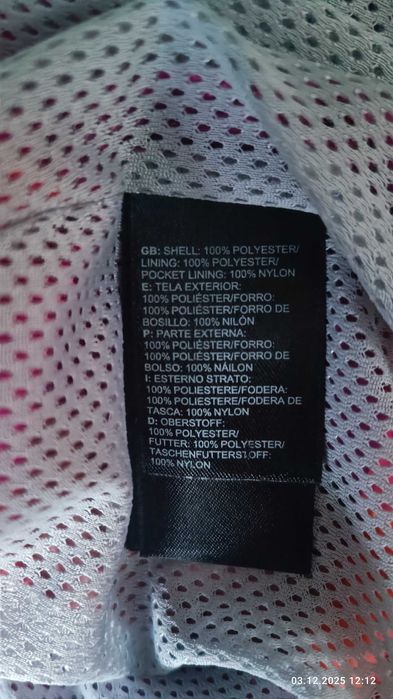 GB: SHELL: 100% POLYESTER/
LINING: 100% POLYESTER/
POCKET LINING: 100% NYLON
E: TELA EXTERIOR:
100% POLIÉSTER/FORRO:
100% POLIÉSTER/FORRO DE
BOSILLO: 100% NILÓN
P: PARTE EXTERNA:
100% POLIÉSTER/FORRO:
100% POLIÉSTER/FORRO DE
BOLSO: 100% NÁILON
I: ESTERNO STRATO:
100% POLIESTERE/FODERA:
100% POLIESTERE/FODERA DE
TASCA: 100% NYLON
D: OBERSTOFF:
100% POLYESTER/
FUTTER: 100% POLYESTER/
TASCHENFUTTERSTOFF:
100% NYLON
03.12.2025 12:12